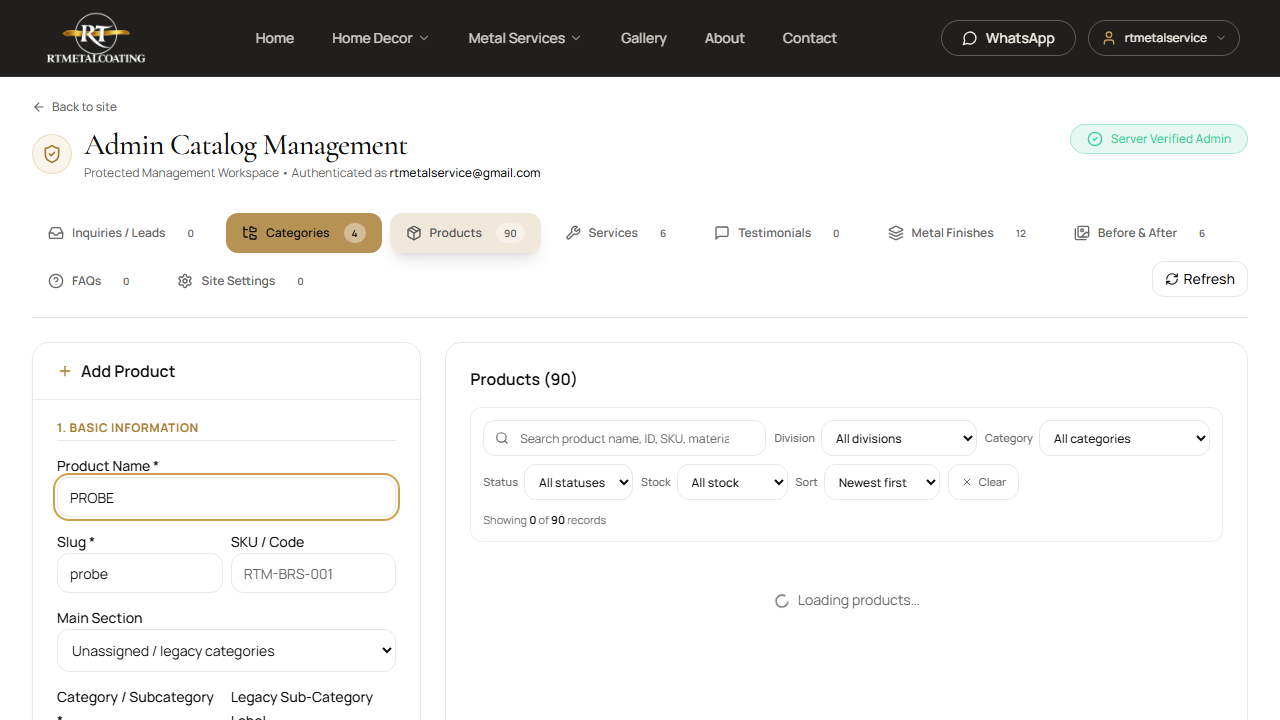 RT
RTMETALCOATING
Home
Home Decor
Metal Services
Gallery
About
Contact
WhatsApp
rtmetalservice
Back to site
Admin Catalog Management
Protected Management Workspace • Authenticated as rtmetalservice@gmail.com
Server Verified Admin
Inquiries / Leads 0
Categories 4
Products 90
Services 6
Testimonials 0
Metal Finishes 12
Before & After 6
FAQs 0
Site Settings 0
Refresh
Add Product
1. BASIC INFORMATION
Product Name *
PROBE
Slug *
SKU / Code
probe
RTM-BRS-001
Main Section
Unassigned / legacy categories
Category / Subcategory
*
Legacy Sub-Category
Label
Products (90)
Search product name, ID, SKU, materia
Division
All divisions
Category
All categories
Status
All statuses
Stock
All stock
Sort
Newest first
Clear
Showing 0 of 90 records
Loading products...